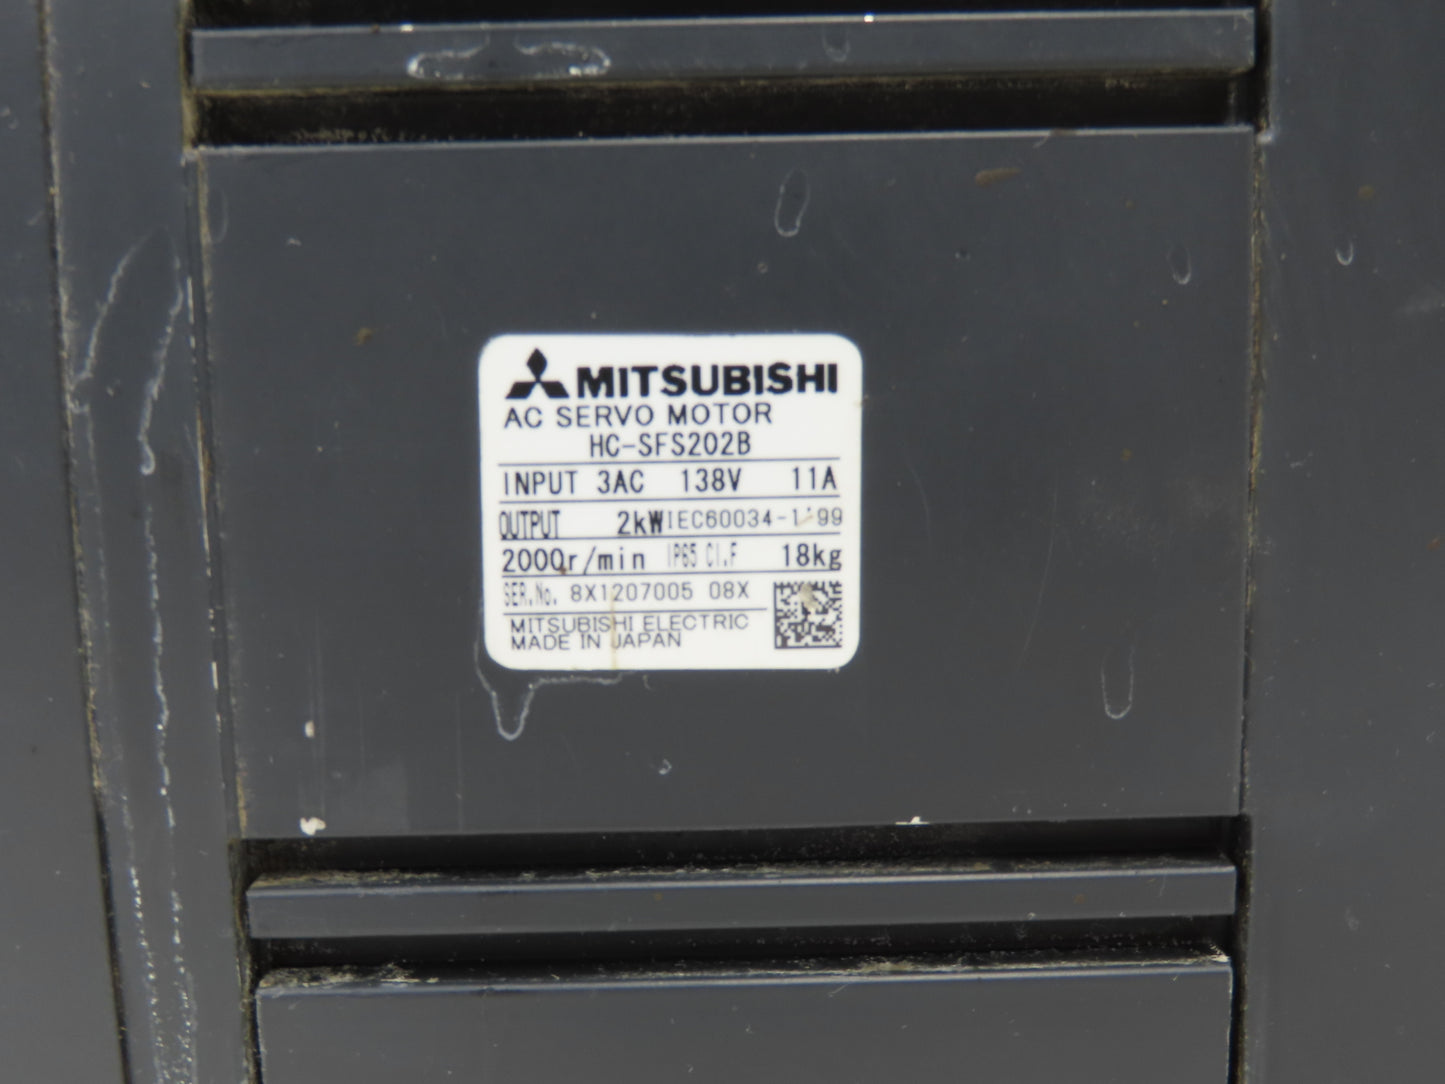 MITSUBISHI
AC SERVO MOTOR
HC-SFS202B
INPUT 3AC 138V 11A
OUTPUT 2kW IEC60034-1'99
2000r/min IP65 CI.F 18kg
SER.No. 8X1207005 08X
MITSUBISHI ELECTRIC
MADE IN JAPAN